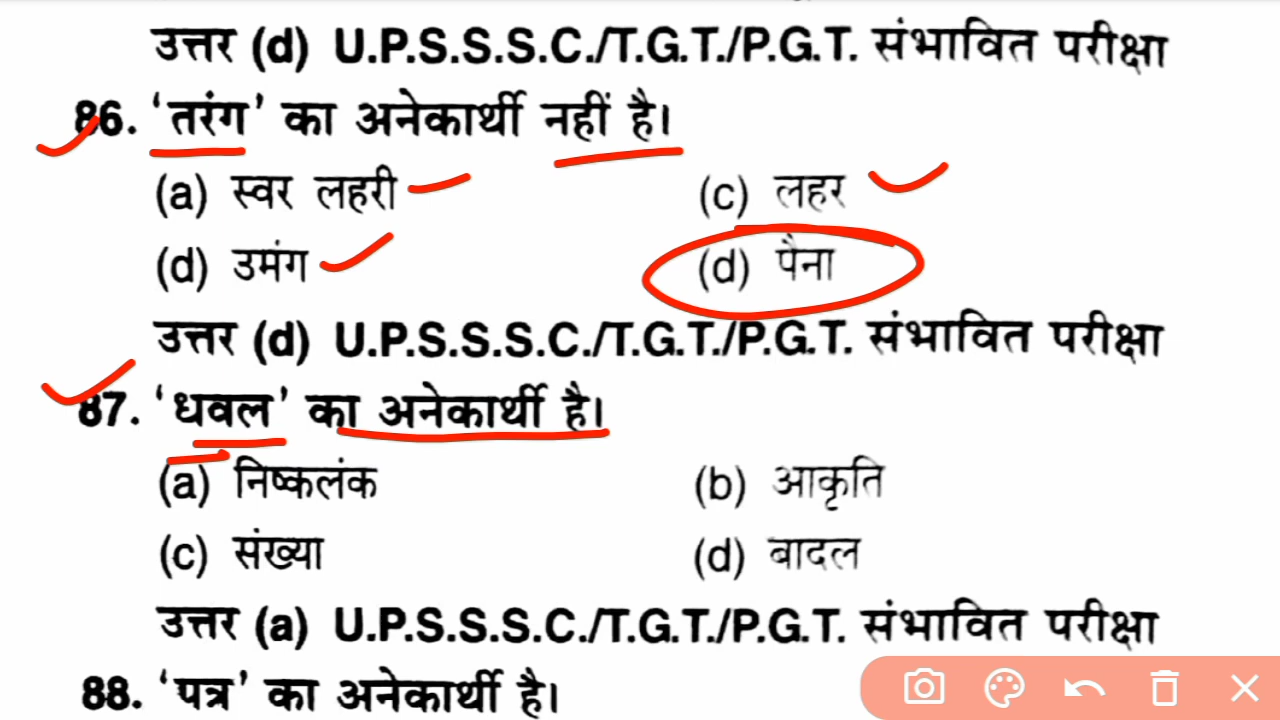 उत्तर (d) U.P.S.S.S.C./T.G.T./P.G.T. संभावित परीक्षा
86. ‘तरंग’ का अनेकार्थी नहीं है।
(a) स्वर लहरी (c) लहर
(d) उमंग (d) पैना
उत्तर (d) U.P.S.S.S.C./T.G.T./P.G.T. संभावित परीक्षा
87. ‘धवल’ का अनेकार्थी है।
(a) निष्कलंक (b) आकृति
(c) संख्या (d) बादल
उत्तर (a) U.P.S.S.S.C./T.G.T./P.G.T. संभावित परीक्षा
88. ‘पत्र’ का अनेकार्थी है।